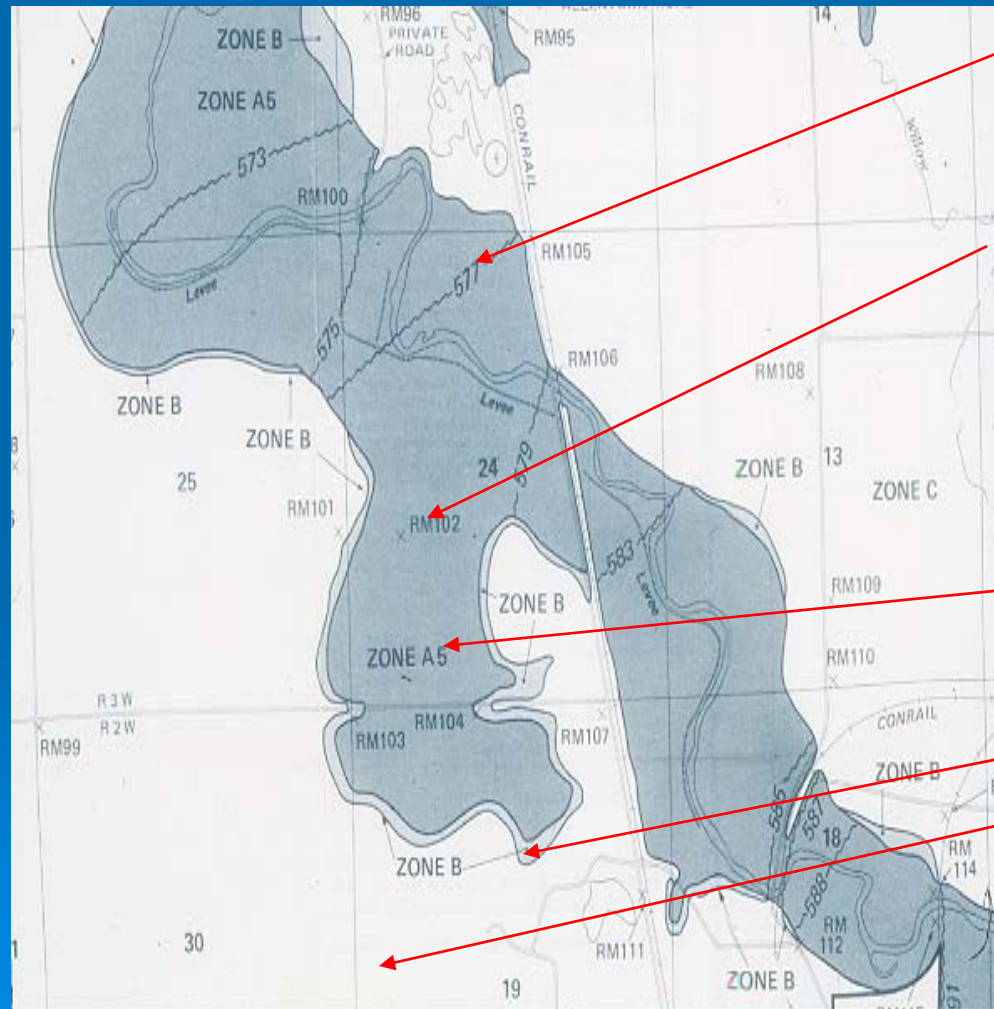 RM96
14
PRIVATE
ROAD
RM95
ZONE B
ZONE A5
CONRAIL
Willow
573
RM100
RM105
577
Levee
575
RM106
RM108
ZONE B
Levee
ZONE B
579
24
ZONE B
13
ZONE C
25
RM101
RM102
583
Levee
RM109
ZONE B
ZONE A5
RM110
R 3 W
R 2 W
RM104
RM99
RM103
RM107
CONRAIL
ZONE B
585
587
18
ZONE B
588
RM
114
RM
112
30
RM111
ZONE B
19